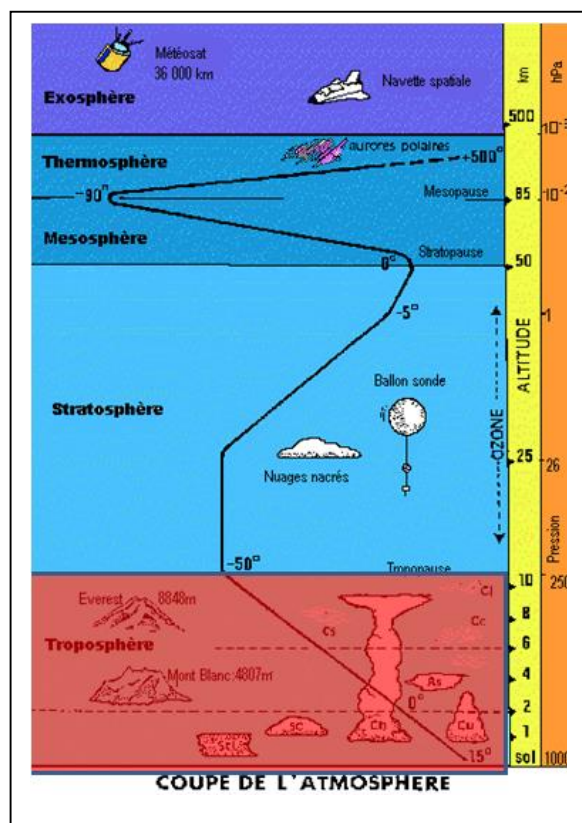 Météosat
36 000 km
Navette spatiale
Exosphère
km
hPa
500
10⁻³
Thermosphère
aurores polaires
+500°
-90°
Mesopause
85
10⁻²
Mesosphère
Stratopause
0°
50
-5°
1
ALTITUDE
Ballon sonde
Stratosphère
OZONE
Nuages nacrés
25
26
Pression
-50°
Tropopause
250
10
Everest
8848m
Ci
8
Cs
Cc
Troposphère
6
Mont Blanc: 4807m
As
4
0°
2
Sc
Cb
Cu
1
15°
sol
1000
COUPE DE L'ATMOSPHERE